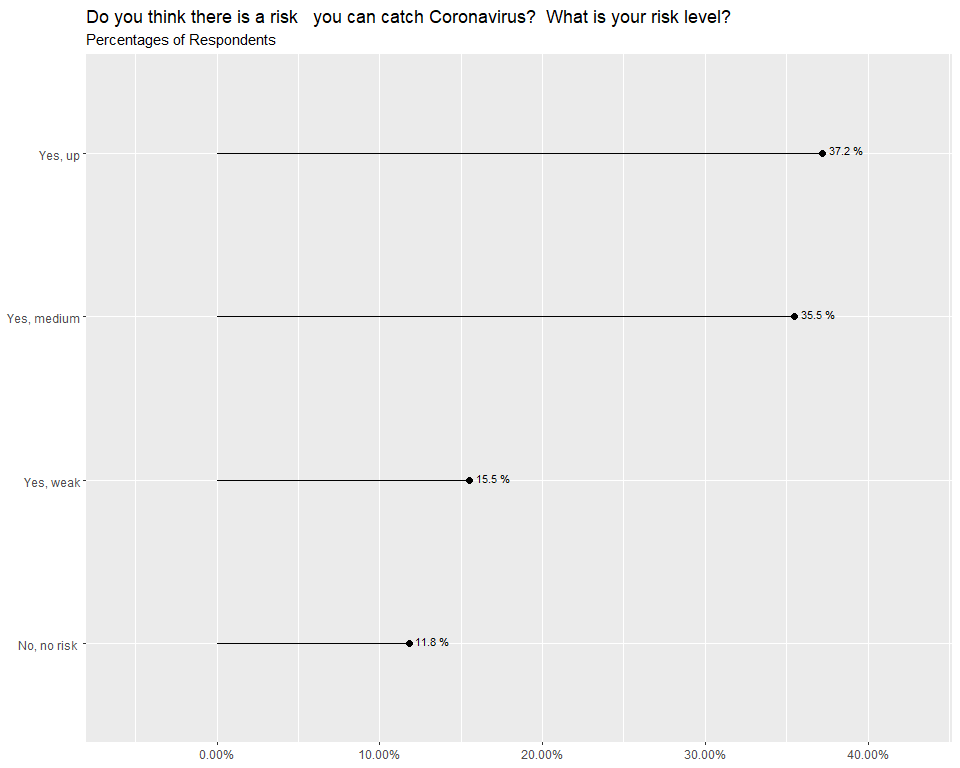 Do you think there is a risk   you can catch Coronavirus?  What is your risk level?
Percentages of Respondents
Yes, up
37.2 %
Yes, medium
35.5 %
Yes, weak
15.5 %
No, no risk
11.8 %
0.00%
10.00%
20.00%
30.00%
40.00%